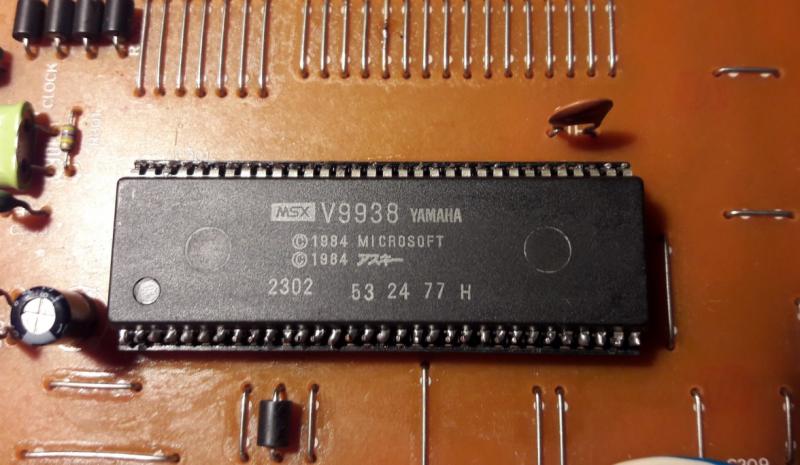 CLOCK
R
MSX V9938 YAMAHA
©1984 MICROSOFT
©1984 アスキー
2302 53 24 77 H